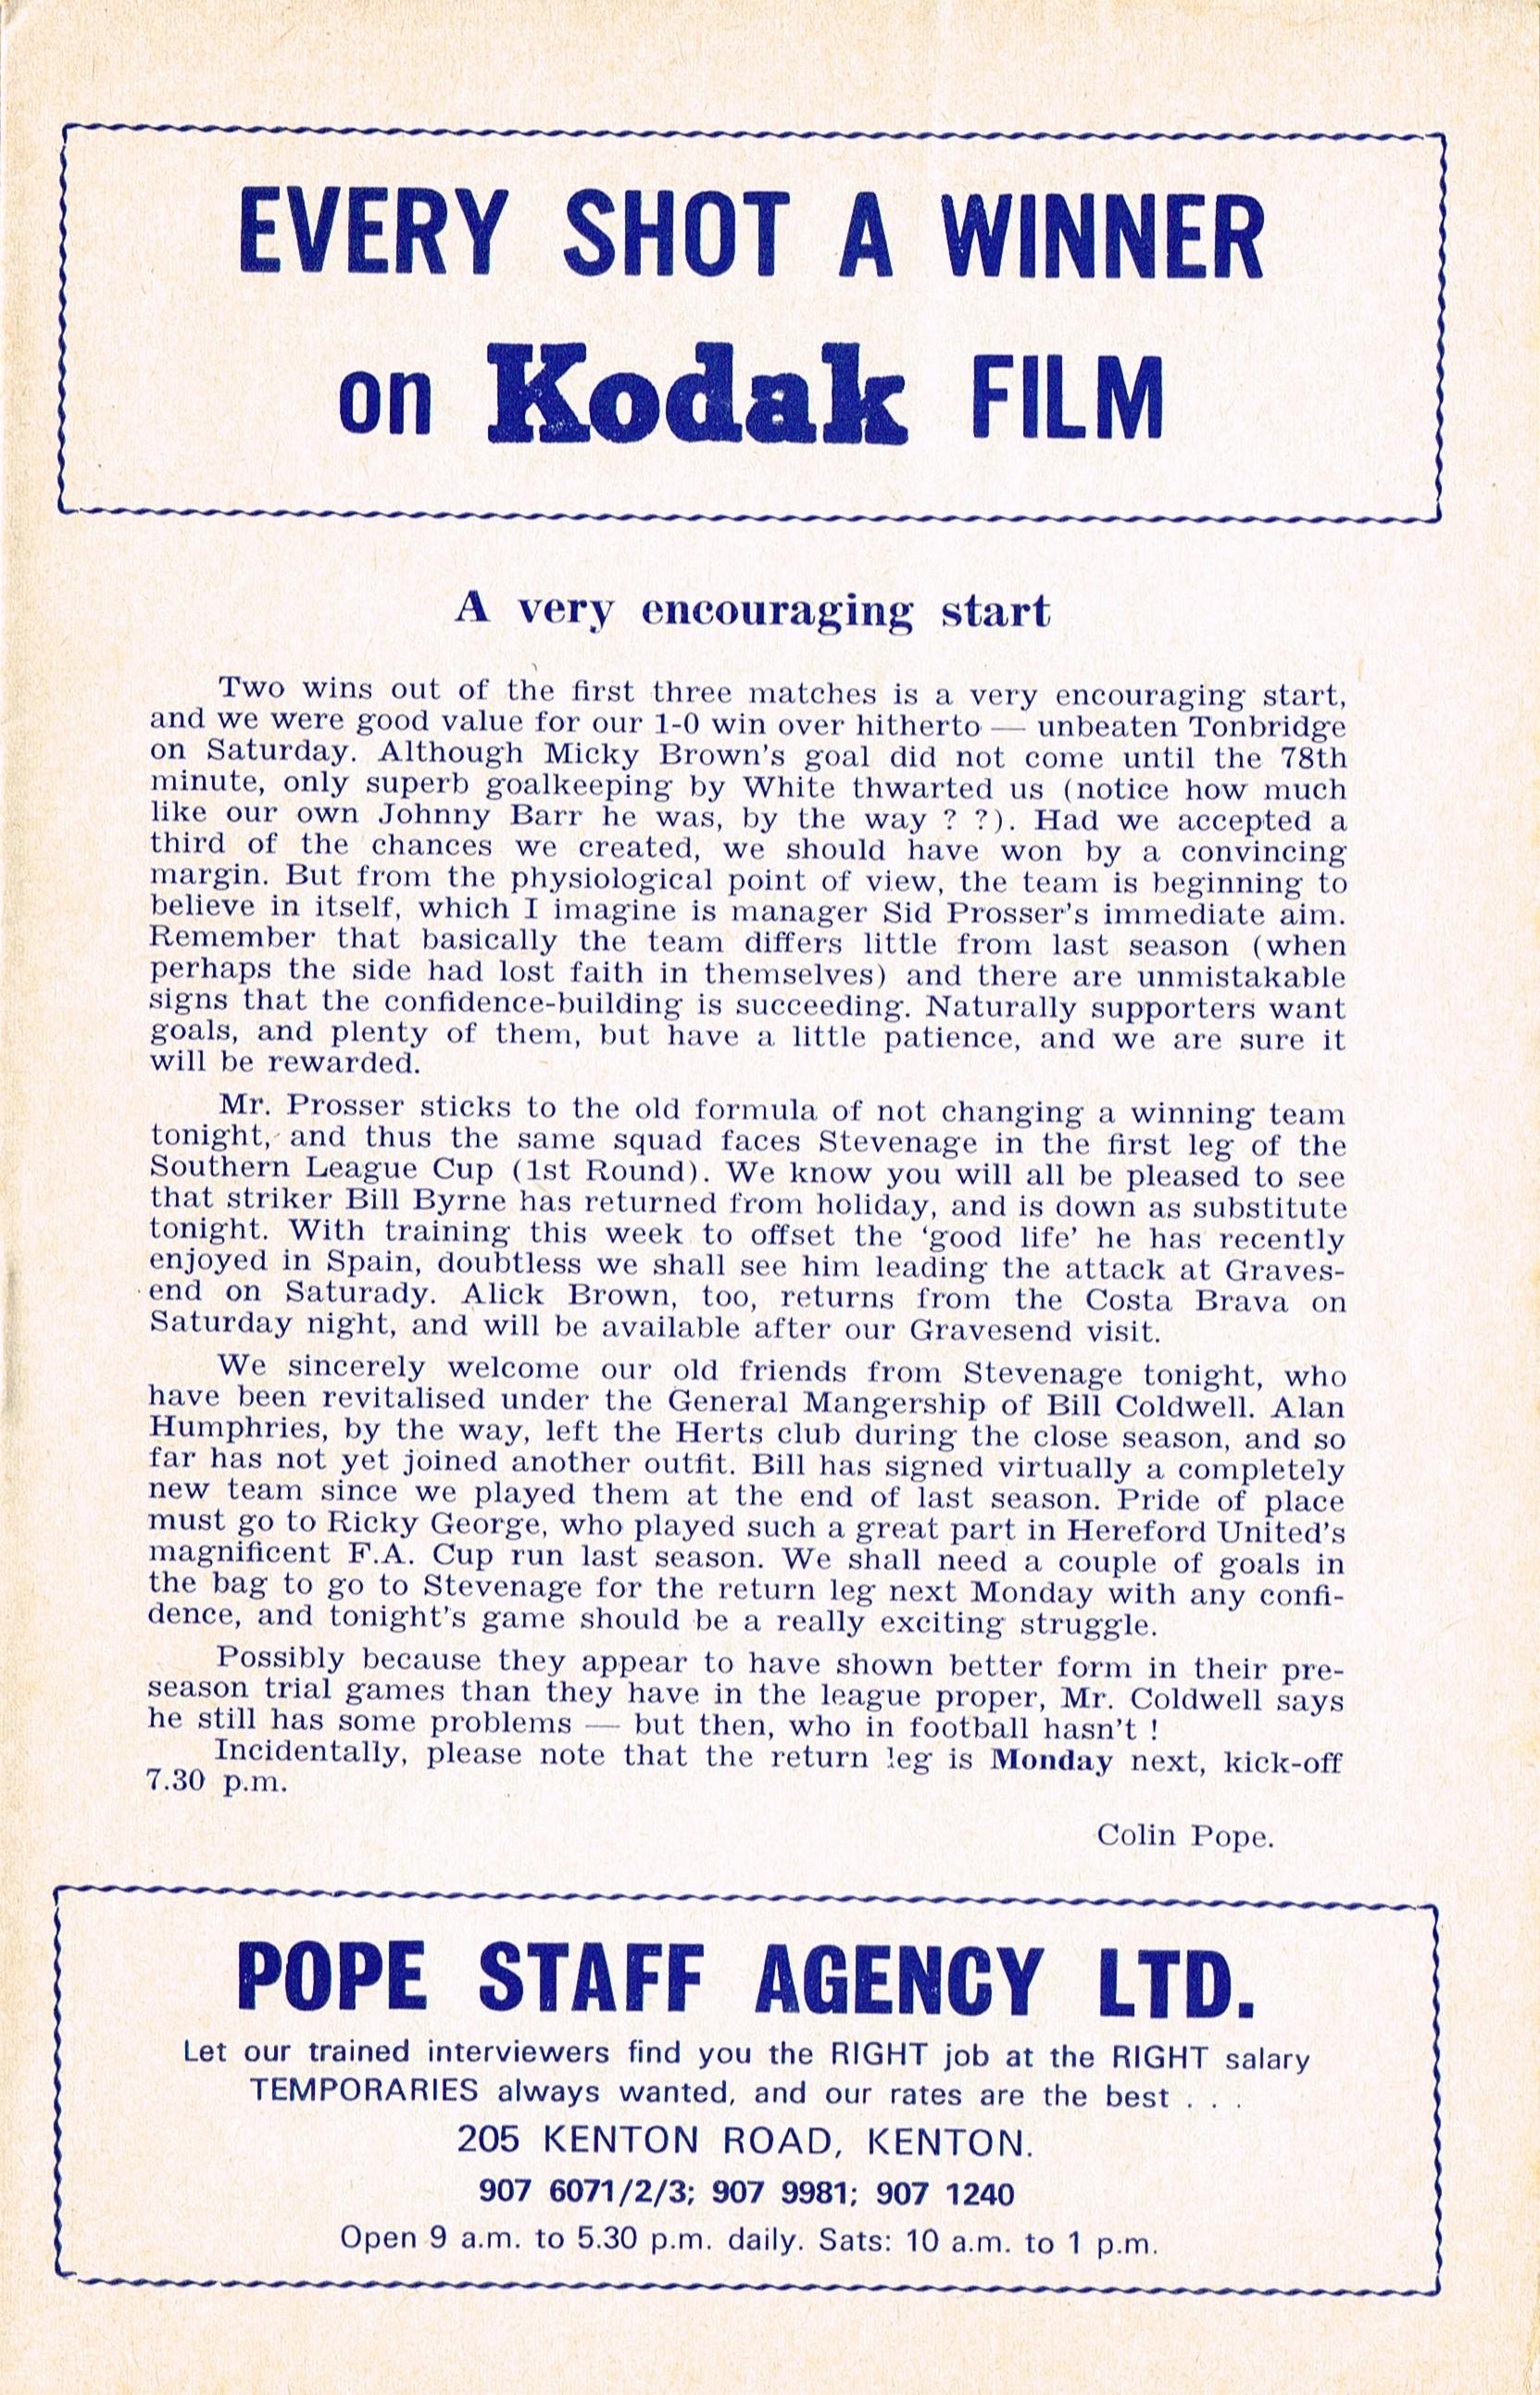 EVERY SHOT A WINNER
on Kodak FILM
A very encouraging start
Two wins out of the first three matches is a very encouraging start,
and we were good value for our 1-0 win over hitherto — unbeaten Tonbridge
on Saturday. Although Micky Brown's goal did not come until the 78th
minute, only superb goalkeeping by White thwarted us (notice how much
like our own Johnny Barr he was, by the way ? ?). Had we accepted a
third of the chances we created, we should have won by a convincing
margin. But from the physiological point of view, the team is beginning to
believe in itself, which I imagine is manager Sid Prosser's immediate aim.
Remember that basically the team differs little from last season (when
perhaps the side had lost faith in themselves) and there are unmistakable
signs that the confidence-building is succeeding. Naturally supporters want
goals, and plenty of them, but have a little patience, and we are sure it
will be rewarded.
Mr. Prosser sticks to the old formula of not changing a winning team
tonight, and thus the same squad faces Stevenage in the first leg of the
Southern League Cup (1st Round). We know you will all be pleased to see
that striker Bill Byrne has returned from holiday, and is down as substitute
tonight. With training this week to offset the 'good life' he has recently
enjoyed in Spain, doubtless we shall see him leading the attack at Graves-
end on Saturady. Alick Brown, too, returns from the Costa Brava on
Saturday night, and will be available after our Gravesend visit.
We sincerely welcome our old friends from Stevenage tonight, who
have been revitalised under the General Mangership of Bill Coldwell. Alan
Humphries, by the way, left the Herts club during the close season, and so
far has not yet joined another outfit. Bill has signed virtually a completely
new team since we played them at the end of last season. Pride of place
must go to Ricky George, who played such a great part in Hereford United's
magnificent F.A. Cup run last season. We shall need a couple of goals in
the bag to go to Stevenage for the return leg next Monday with any confi-
dence, and tonight's game should be a really exciting struggle.
Possibly because they appear to have shown better form in their pre-
season trial games than they have in the league proper, Mr. Coldwell says
he still has some problems — but then, who in football hasn't !
Incidentally, please note that the return leg is Monday next, kick-off
7.30 p.m.
Colin Pope.
POPE STAFF AGENCY LTD.
Let our trained interviewers find you the RIGHT job at the RIGHT salary
TEMPORARIES always wanted, and our rates are the best . . .
205 KENTON ROAD, KENTON.
907 6071/2/3; 907 9981; 907 1240
Open 9 a.m. to 5.30 p.m. daily. Sats: 10 a.m. to 1 p.m.